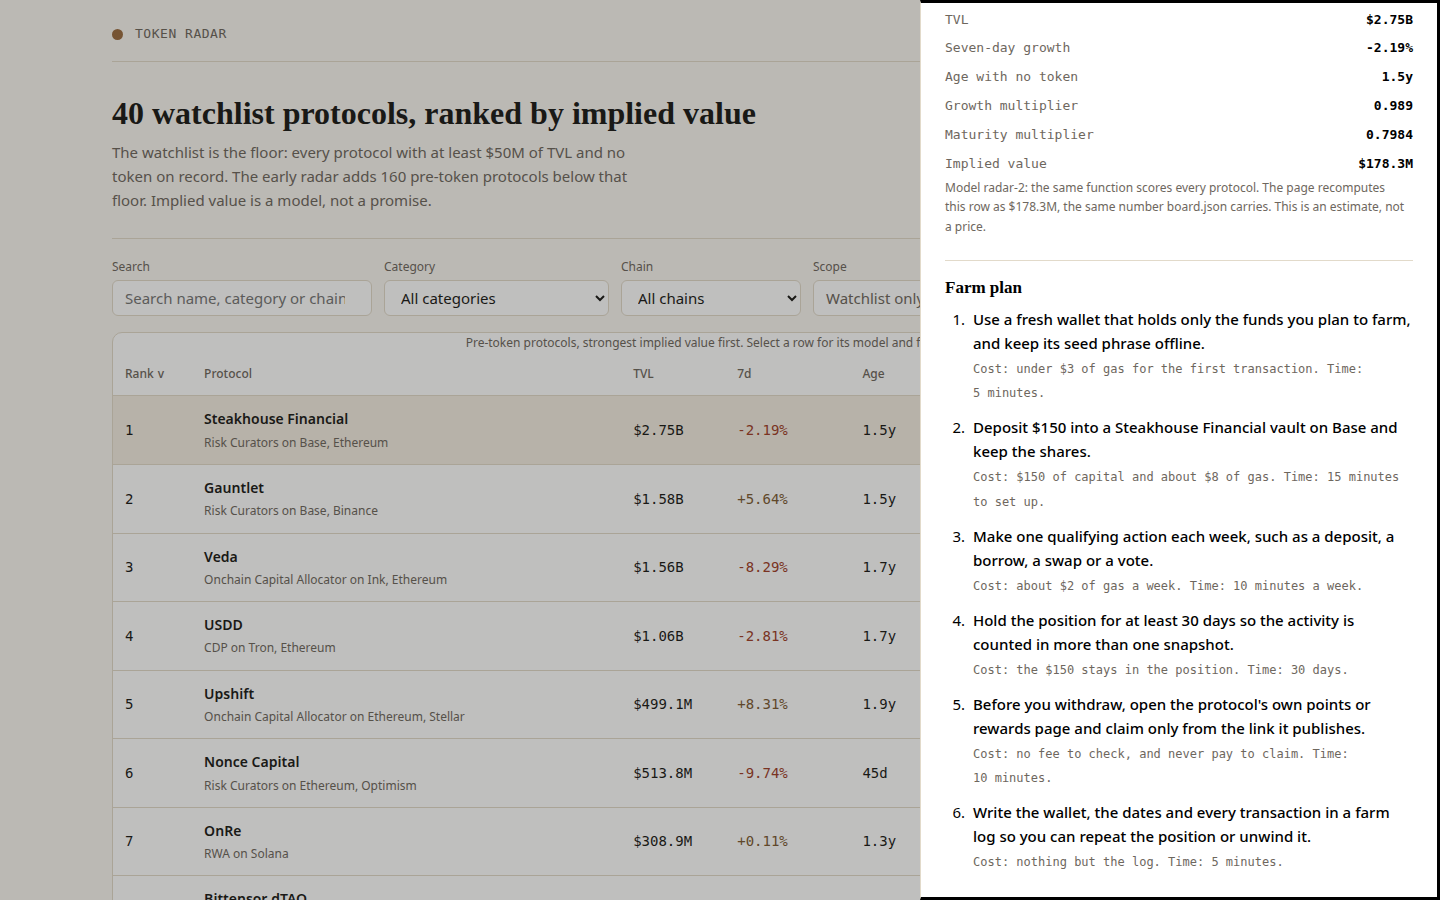 TOKEN RADAR
40 watchlist protocols, ranked by implied value
The watchlist is the floor: every protocol with at least $50M of TVL and no
token on record. The early radar adds 160 pre-token protocols below that
floor. Implied value is a model, not a promise.
Search
Category
Chain
Scope
Search name, category or chain
All categories
All chains
Watchlist only
Pre-token protocols, strongest implied value first. Select a row for its model and f
Rank v
Protocol
TVL
7d
Age
1
Steakhouse Financial
Risk Curators on Base, Ethereum
$2.75B
-2.19%
1.5y
2
Gauntlet
Risk Curators on Base, Binance
$1.58B
+5.64%
1.5y
3
Veda
Onchain Capital Allocator on Ink, Ethereum
$1.56B
-8.29%
1.7y
4
USDD
CDP on Tron, Ethereum
$1.06B
-2.81%
1.7y
5
Upshift
Onchain Capital Allocator on Ethereum, Stellar
$499.1M
+8.31%
1.9y
6
Nonce Capital
Risk Curators on Ethereum, Optimism
$513.8M
-9.74%
45d
7
OnRe
RWA on Solana
$308.9M
+0.11%
1.3y
Bittensor dTAO
TVL
$2.75B
Seven-day growth
-2.19%
Age with no token
1.5y
Growth multiplier
0.989
Maturity multiplier
0.7984
Implied value
$178.3M
Model radar-2: the same function scores every protocol. The page recomputes
this row as $178.3M, the same number board.json carries. This is an estimate, not
a price.
Farm plan
1. Use a fresh wallet that holds only the funds you plan to farm,
and keep its seed phrase offline.
Cost: under $3 of gas for the first transaction. Time:
5 minutes.
2. Deposit $150 into a Steakhouse Financial vault on Base and
keep the shares.
Cost: $150 of capital and about $8 of gas. Time: 15 minutes
to set up.
3. Make one qualifying action each week, such as a deposit, a
borrow, a swap or a vote.
Cost: about $2 of gas a week. Time: 10 minutes a week.
4. Hold the position for at least 30 days so the activity is
counted in more than one snapshot.
Cost: the $150 stays in the position. Time: 30 days.
5. Before you withdraw, open the protocol's own points or
rewards page and claim only from the link it publishes.
Cost: no fee to check, and never pay to claim. Time:
10 minutes.
6. Write the wallet, the dates and every transaction in a farm
log so you can repeat the position or unwind it.
Cost: nothing but the log. Time: 5 minutes.